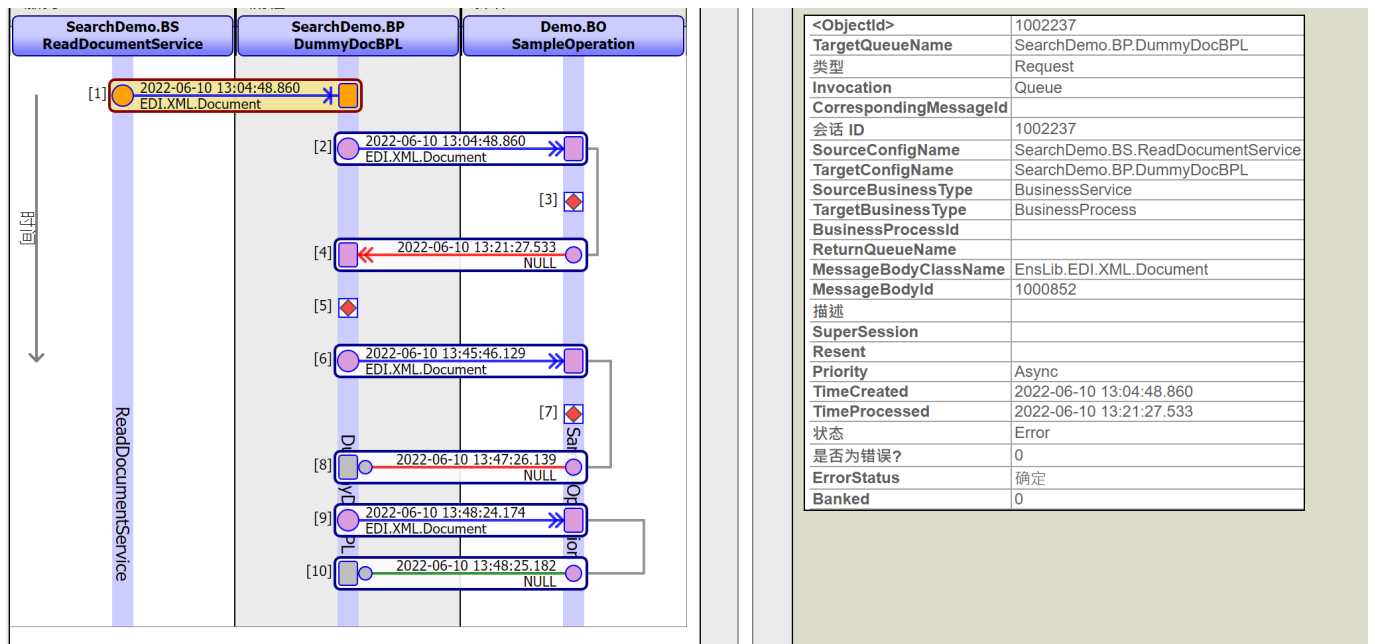 SearchDemo.BS
ReadDocumentService
SearchDemo.BP
DummyDocBPL
Demo.BO
SampleOperation
[1]
2022-06-10 13:04:48.860
EDI.XML.Document
[2]
2022-06-10 13:04:48.860
EDI.XML.Document
[3]
[4]
2022-06-10 13:21:27.533
NULL
[5]
[6]
2022-06-10 13:45:46.129
EDI.XML.Document
[7]
[8]
2022-06-10 13:47:26.139
NULL
[9]
2022-06-10 13:48:24.174
EDI.XML.Document
[10]
2022-06-10 13:48:25.182
NULL
时间
ReadDocumentService
<ObjectId> 1002237
TargetQueueName SearchDemo.BP.DummyDocBPL
类型 Request
Invocation Queue
CorrespondingMessageId
会话 ID 1002237
SourceConfigName SearchDemo.BS.ReadDocumentService
TargetConfigName SearchDemo.BP.DummyDocBPL
SourceBusinessType BusinessService
TargetBusinessType BusinessProcess
BusinessProcessId
ReturnQueueName
MessageBodyClassName EnsLib.EDI.XML.Document
MessageBodyId 1000852
描述
SuperSession
Resent
Priority Async
TimeCreated 2022-06-10 13:04:48.860
TimeProcessed 2022-06-10 13:21:27.533
状态 Error
是否为错误? 0
ErrorStatus 确定
Banked 0